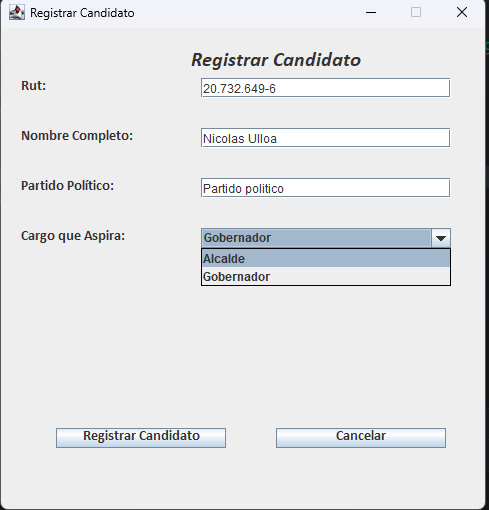 Registrar Candidato
Registrar Candidato
Rut:
20.732.649-6
Nombre Completo:
Nicolas Ulloa
Partido Político:
Partido politico
Cargo que Aspira:
Gobernador
Alcalde
Gobernador
Registrar Candidato
Cancelar